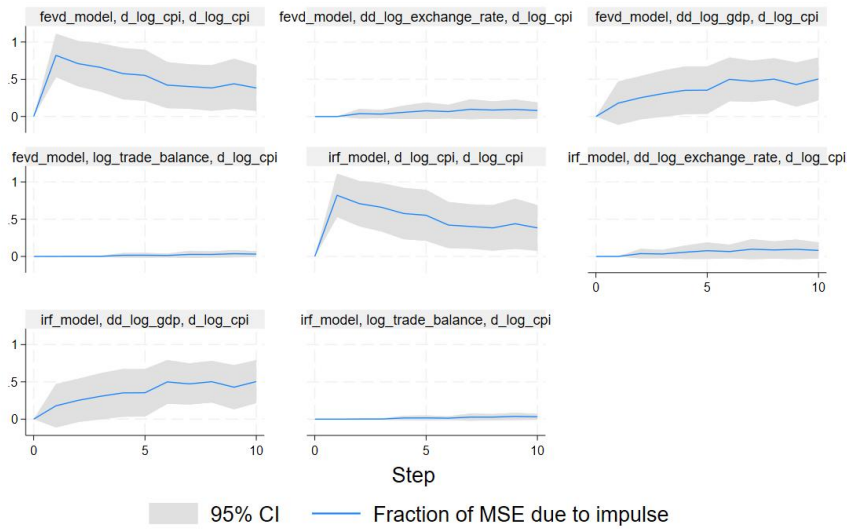 fevd_model, d_log_cpi, d_log_cpi
fevd_model, dd_log_exchange_rate, d_log_cpi
fevd_model, dd_log_gdp, d_log_cpi
1
.5
0
fevd_model, log_trade_balance, d_log_cpi
irf_model, d_log_cpi, d_log_cpi
irf_model, dd_log_exchange_rate, d_log_cpi
1
.5
0
0 5 10
irf_model, dd_log_gdp, d_log_cpi
irf_model, log_trade_balance, d_log_cpi
1
.5
0
0 5 10
0 5 10
Step
95% CI
Fraction of MSE due to impulse